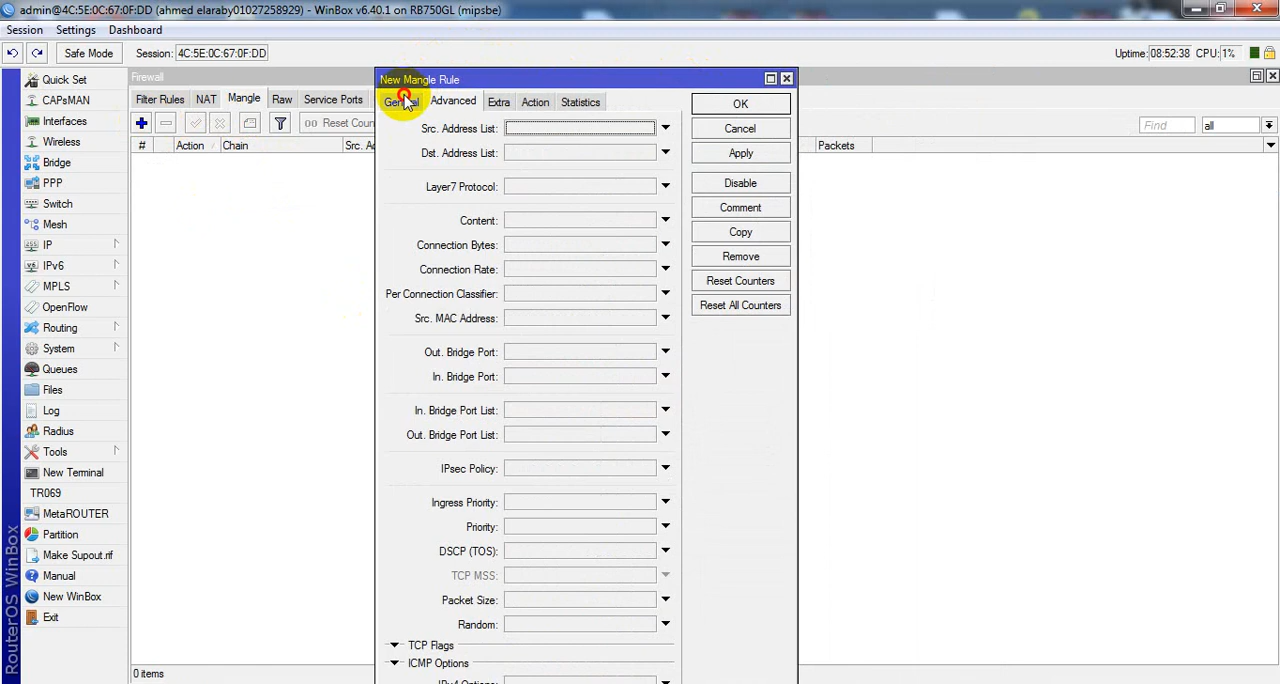 admin@4C:5E:0C:67:0F:DD (ahmed elaraby01027258929) - WinBox v6.40.1 on RB750GL (mipsbe)
Session Settings Dashboard
Safe Mode Session: 4C:5E:0C:67:0F:DD Uptime: 08:52:38 CPU: 1%
Quick Set
CAPsMAN
Interfaces
Wireless
Bridge
PPP
Switch
Mesh
IP
IPv6
MPLS
OpenFlow
Routing
System
Queues
Files
Log
Radius
Tools
New Terminal
TR069
MetaROUTER
Partition
Make Supout.rif
Manual
New WinBox
Exit
RouterOS WinBox
Firewall
Filter Rules NAT Mangle Raw Service Ports
00 Reset Coun Find all
# Action Chain Src. Ad Packets
0 items
New Mangle Rule
General Advanced Extra Action Statistics
Src. Address List:
Dst. Address List:
Layer7 Protocol:
Content:
Connection Bytes:
Connection Rate:
Per Connection Classifier:
Src. MAC Address:
Out. Bridge Port:
In. Bridge Port:
In. Bridge Port List:
Out. Bridge Port List:
IPsec Policy:
Ingress Priority:
Priority:
DSCP (TOS):
TCP MSS:
Packet Size:
Random:
TCP Flags
ICMP Options
IPv4 Options:
OK
Cancel
Apply
Disable
Comment
Copy
Remove
Reset Counters
Reset All Counters